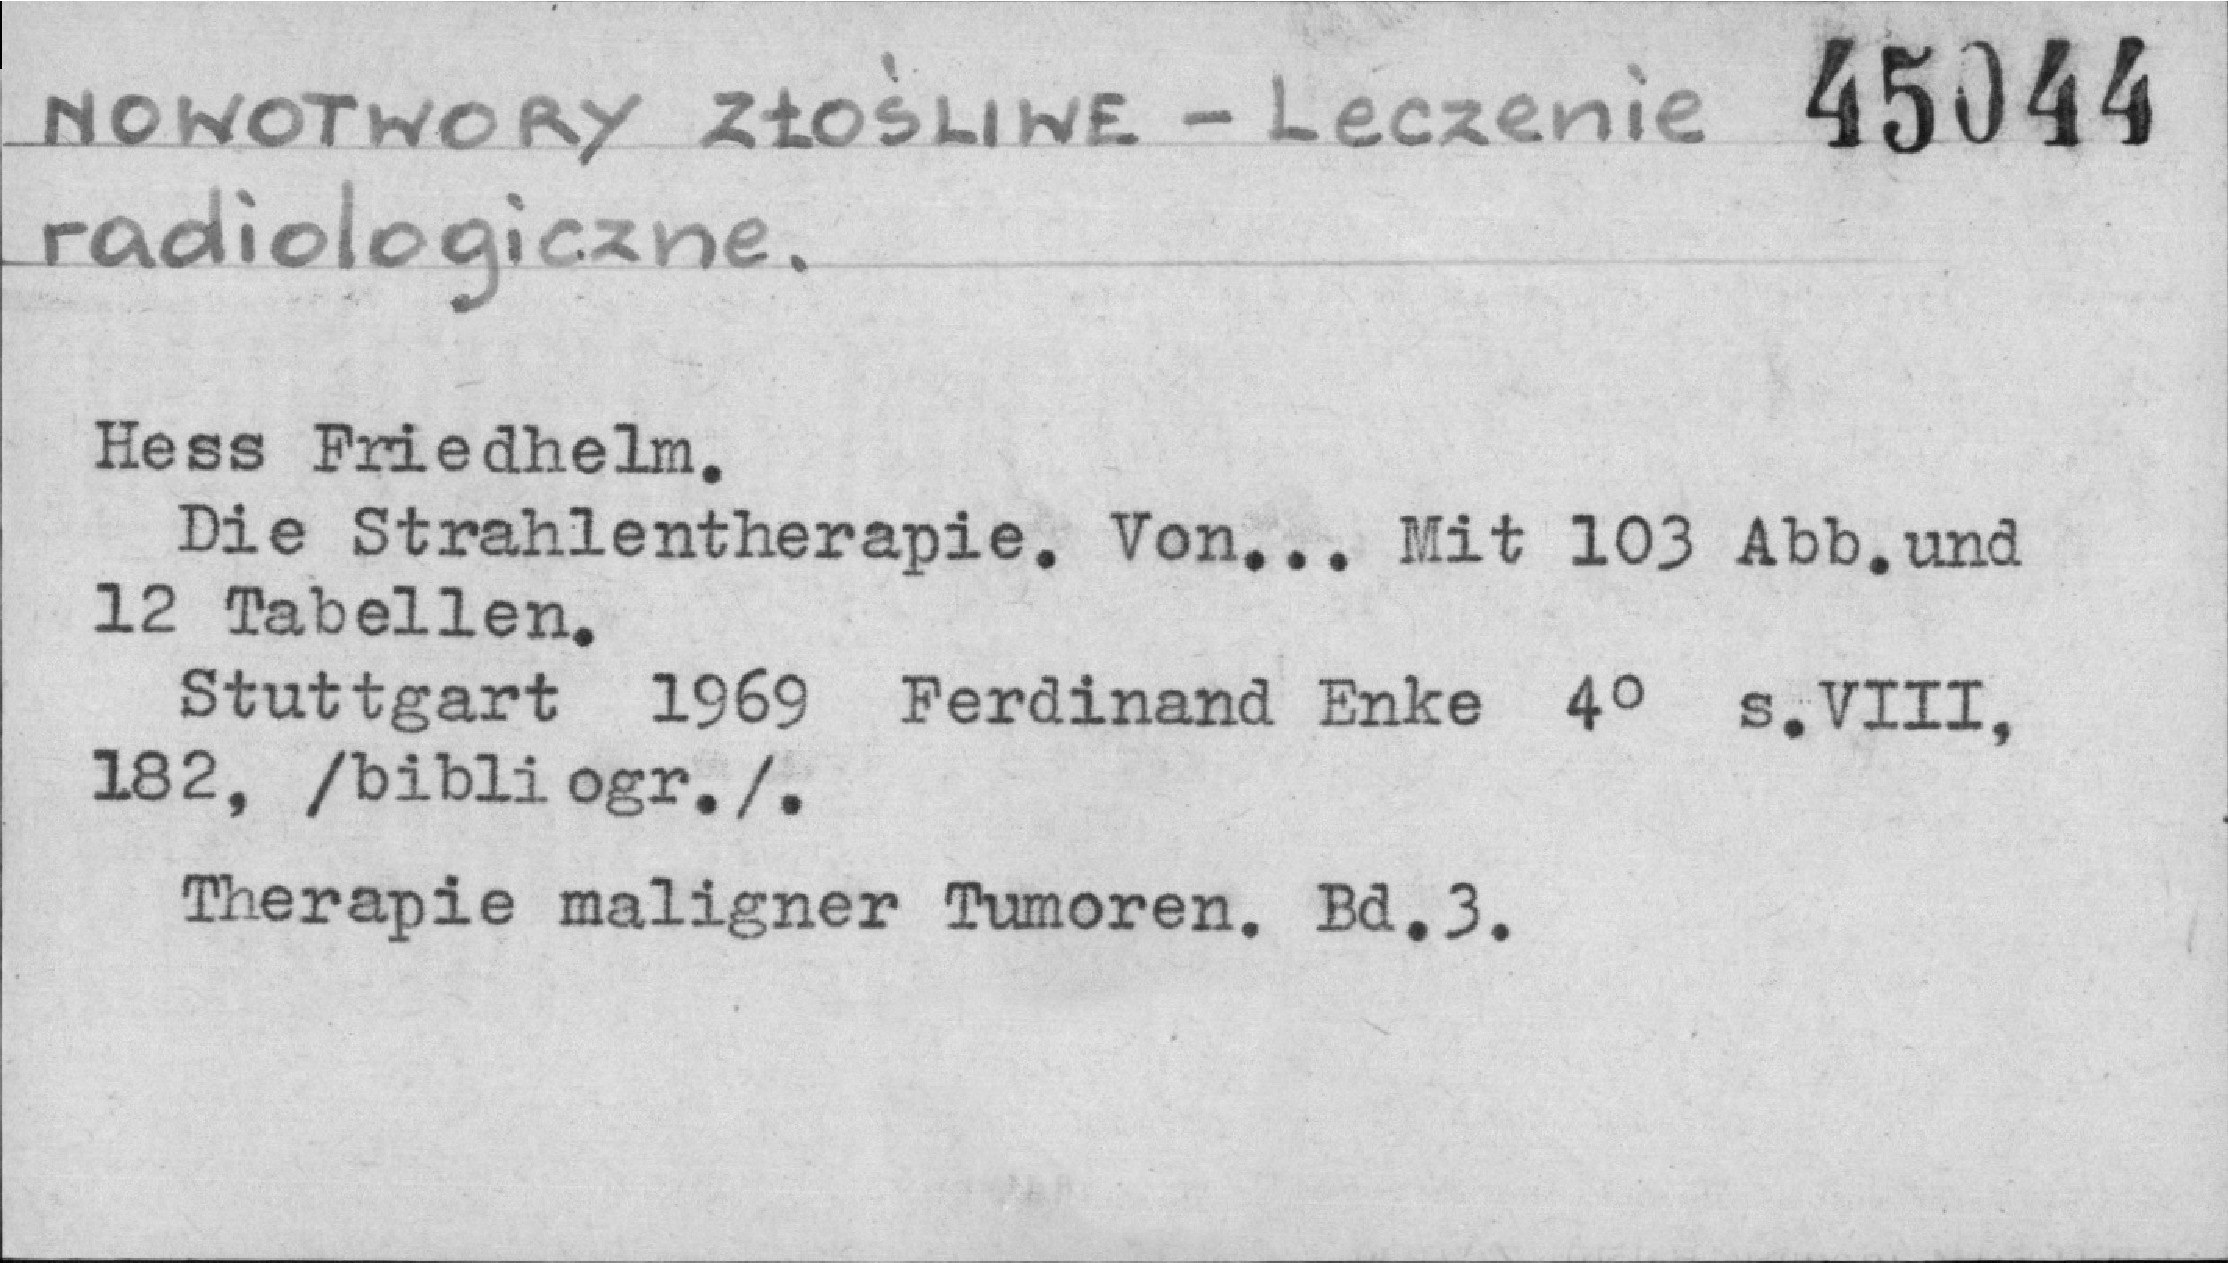 NOWOTWORY ZŁOŚLIWE - Leczenie 45044
radiologiczne.
Hess Friedhelm.
Die Strahlentherapie. Von... Mit 103 Abb.und
12 Tabellen.
Stuttgart 1969 Ferdinand Enke 4° s.VIII,
182, /bibliogr./.
Therapie maligner Tumoren. Bd.3.